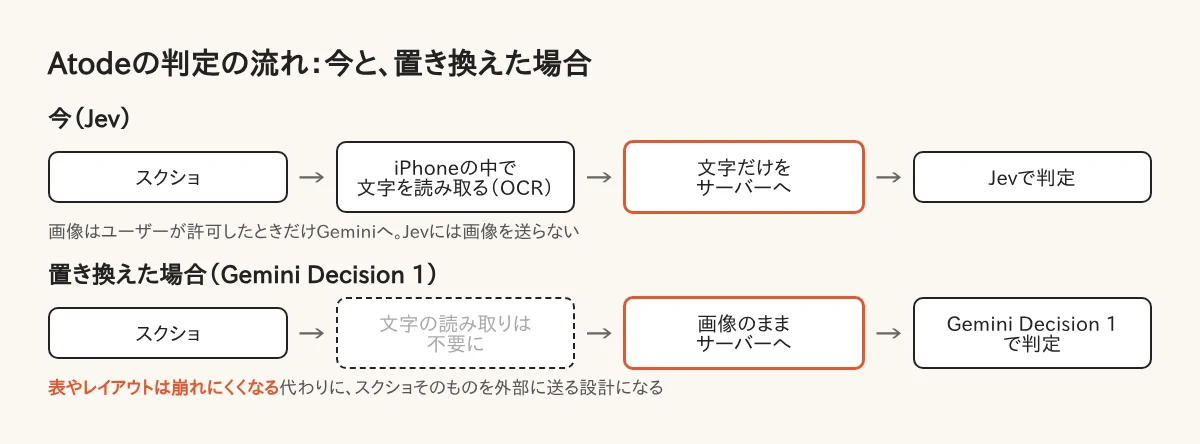 Atodeの判定の流れ：今と、置き換えた場合
今（Jev）
スクショ
→
iPhoneの中で
文字を読み取る（OCR）
→
文字だけを
サーバーへ
→
Jevで判定
画像はユーザーが許可したときだけGeminiへ。Jevには画像を送らない
置き換えた場合（Gemini Decision 1）
スクショ
→
文字の読み取りは
不要に
→
画像のまま
サーバーへ
→
Gemini Decision 1
で判定
表やレイアウトは崩れにくくなる代わりに、スクショそのものを外部に送る設計になる